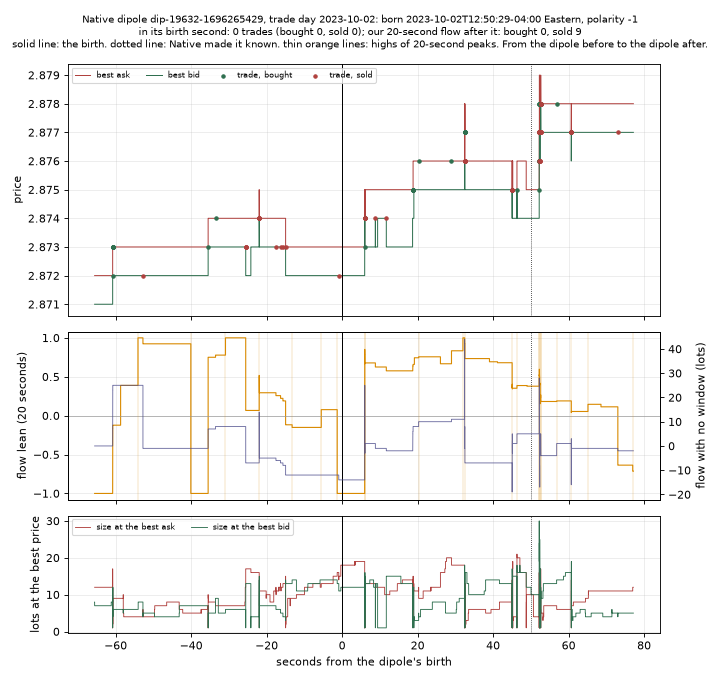 Native dipole dip-19632-1696265429, trade day 2023-10-02: born 2023-10-02T12:50:29-04:00 Eastern, polarity -1
in its birth second: 0 trades (bought 0, sold 0); our 20-second flow after it: bought 0, sold 9
solid line: the birth. dotted line: Native made it known. thin orange lines: highs of 20-second peaks. From the dipole before to the dipole after.
best ask
best bid
trade, bought
trade, sold
2.879
2.878
2.877
2.876
2.875
2.874
2.873
2.872
2.871
price
1.0
0.5
0.0
−0.5
−1.0
flow lean (20 seconds)
40
30
20
10
0
−10
−20
flow with no window (lots)
size at the best ask
size at the best bid
30
20
10
0
lots at the best price
−60
−40
−20
0
20
40
60
80
seconds from the dipole's birth